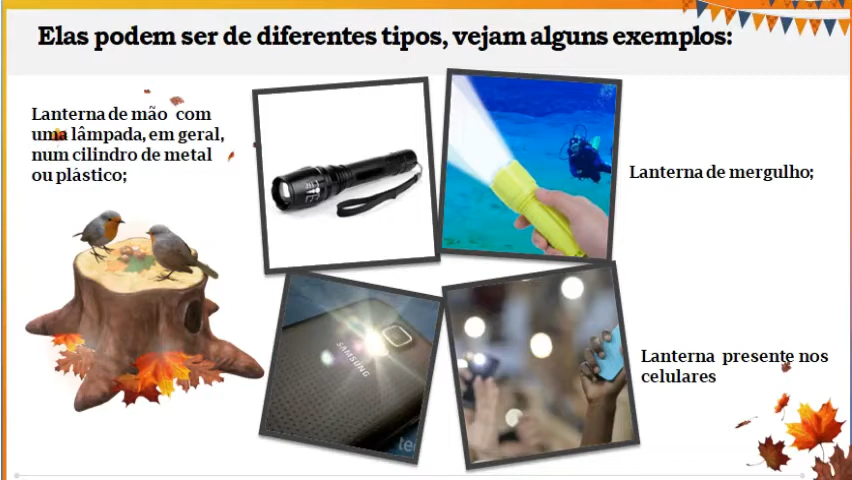 Elas podem ser de diferentes tipos, vejam alguns exemplos:
Lanterna de mão com
uma lâmpada, em geral,
num cilindro de metal
ou plástico;
Lanterna de mergulho;
SAMSUNG
Lanterna presente nos
celulares